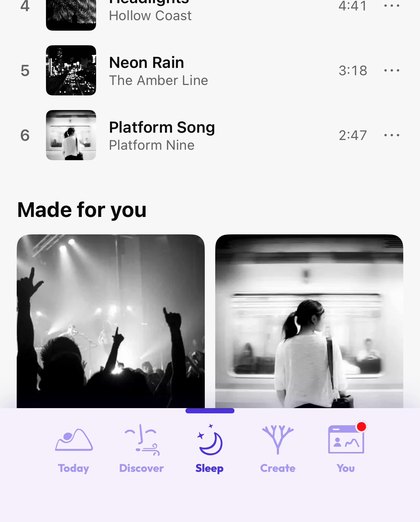 4
Headlights
4:41
Hollow Coast
5
Neon Rain
3:18
The Amber Line
6
Platform Song
2:47
Platform Nine
Made for you
Today
Discover
Sleep
Create
You